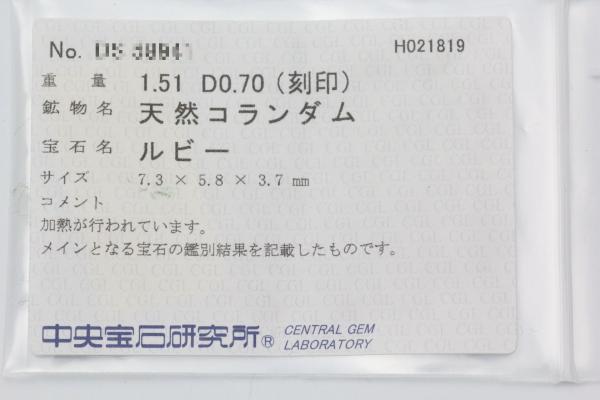 No.
H021819
重量 1.51 D0.70 (刻印)
鉱物名 天然コランダム
宝石名 ルビー
サイズ 7.3 × 5.8 × 3.7 mm
コメント
加熱が行われています。
メインとなる宝石の鑑別結果を記載したものです。
中央宝石研究所® CENTRAL GEM
LABORATORY